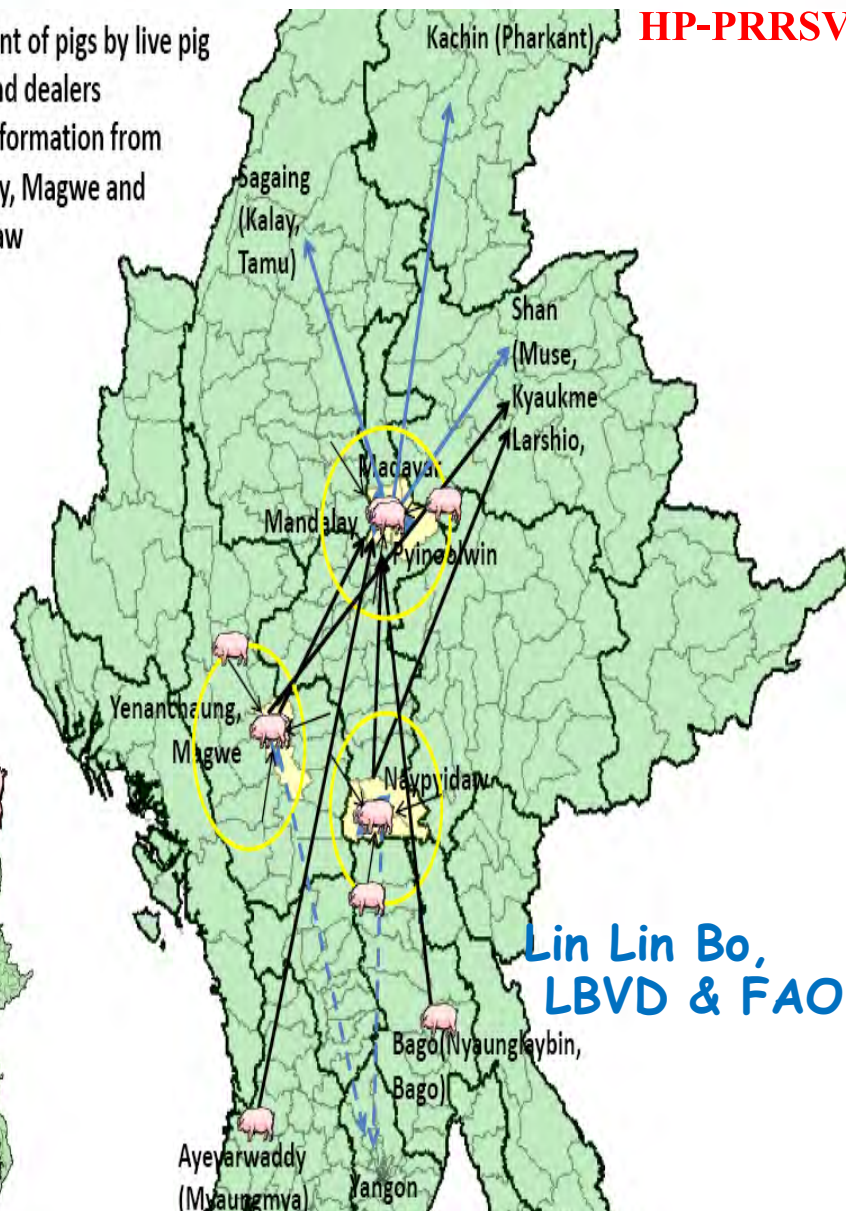 nt of pigs by live pig
nd dealers
formation from
y, Magwe and
aw
HP-PRRSV
Kachin (Pharkant)
Sagaing
(Kalay,
Tamu)
Shan
(Muse,
Kyaukme
Larshio,
Madayar
Mandalay
Pyinoolwin
Yenanchaung,
Magwe
Naypyidaw
Lin Lin Bo,
LBVD & FAO
Bago(Nyaunglaybin,
Bago)
Ayeyarwaddy
(Myaungmya)
Yangon